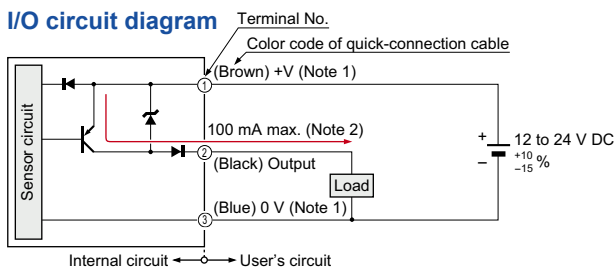 I/O circuit diagram
Terminal No.
Color code of quick-connection cable
Sensor circuit
1
(Brown) +V (Note 1)
100 mA max. (Note 2)
2
(Black) Output
Load
3
(Blue) 0 V (Note 1)
+
−
12 to 24 V DC
+10
−15 %
Internal circuit
User's circuit